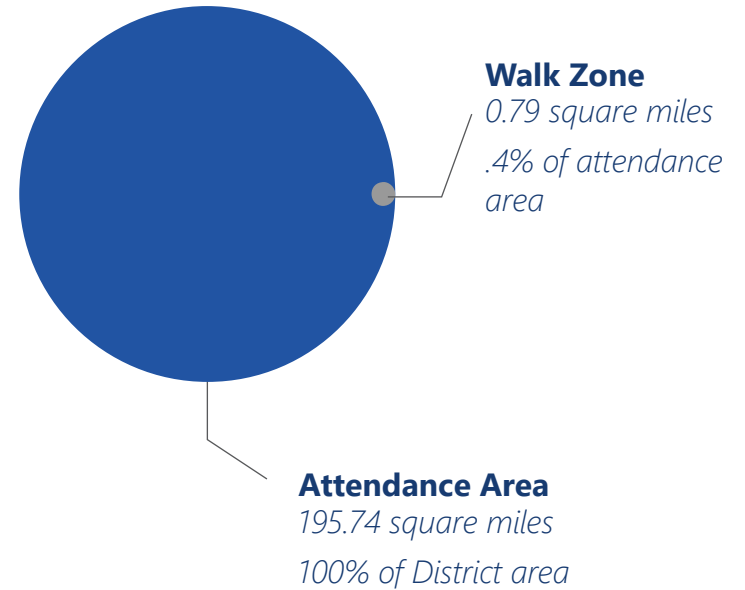 Walk Zone
0.79 square miles
.4% of attendance
area
Attendance Area
195.74 square miles
100% of District area